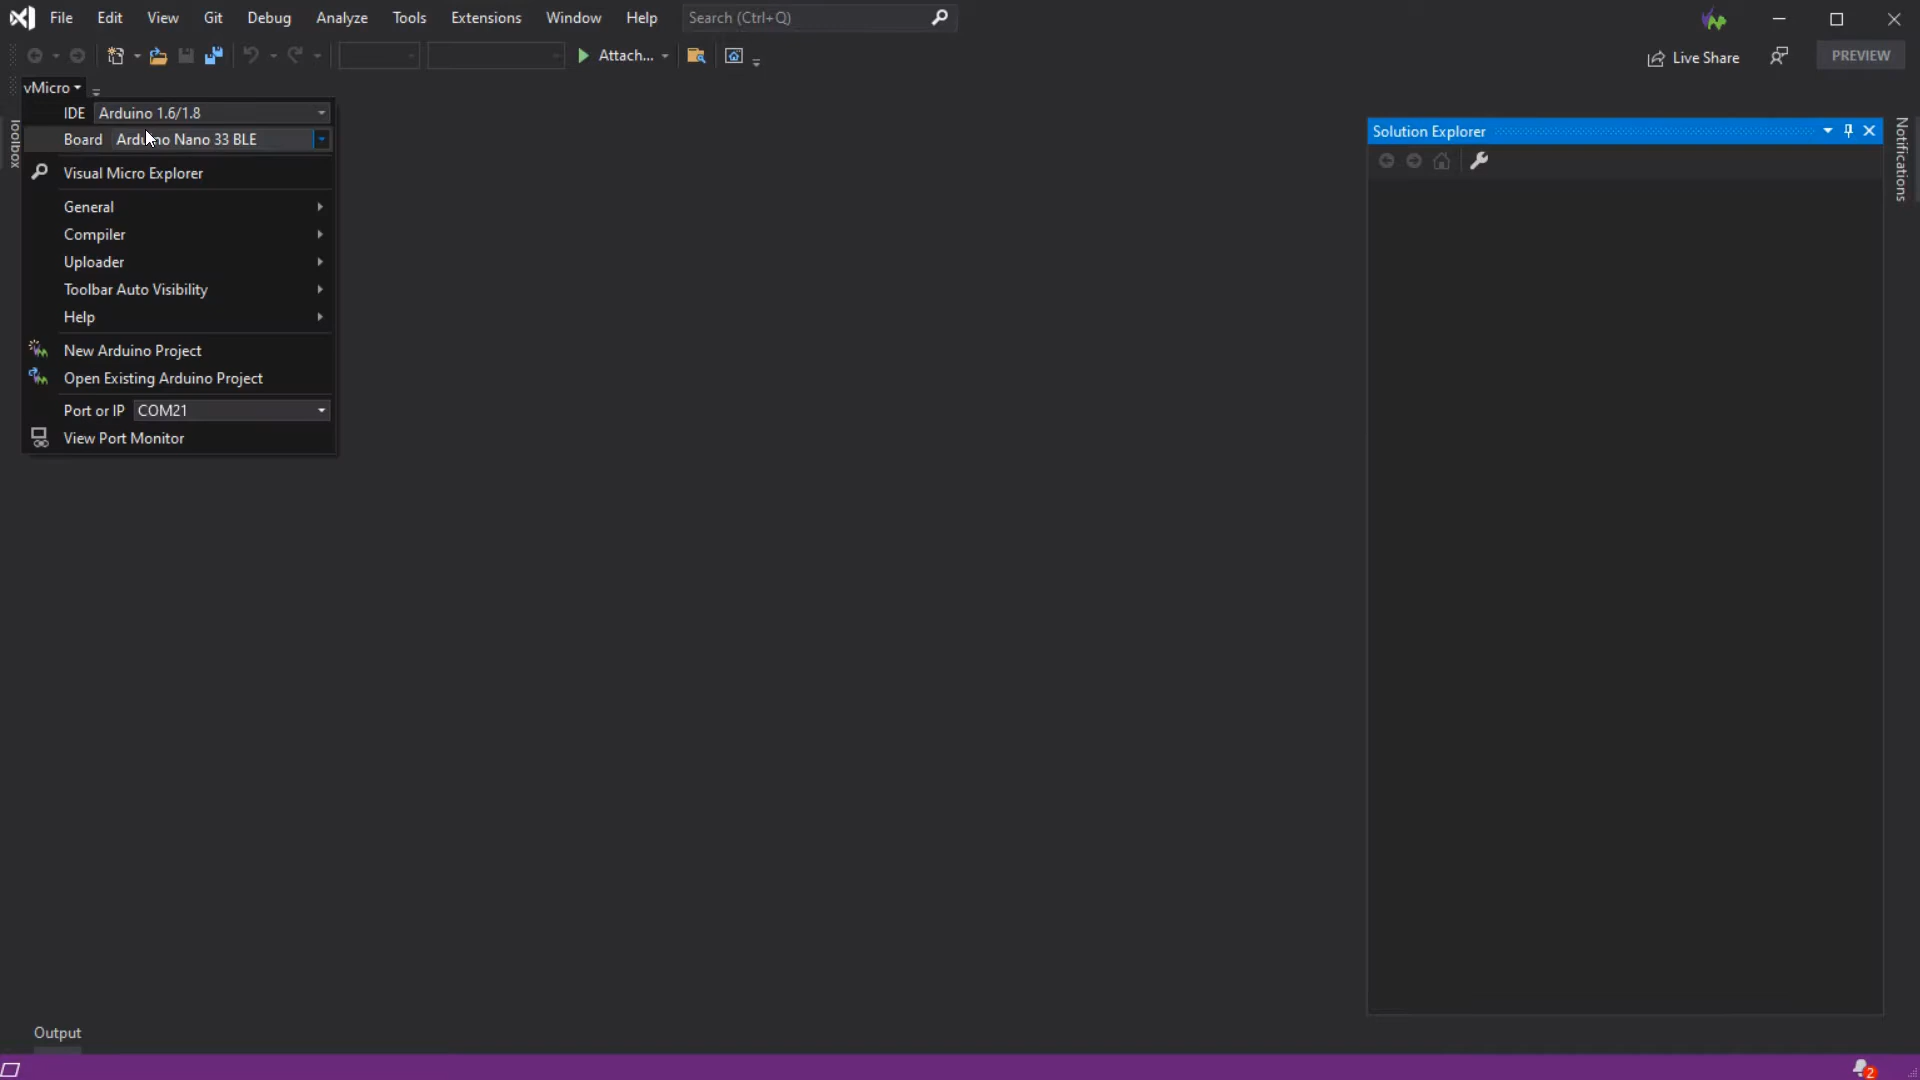 File Edit View Git Debug Analyze Tools Extensions Window Help Search (Ctrl+Q)
Attach... Live Share PREVIEW
vMicro
IDE Arduino 1.6/1.8
Board Arduino Nano 33 BLE
Visual Micro Explorer
General
Compiler
Uploader
Toolbar Auto Visibility
Help
New Arduino Project
Open Existing Arduino Project
Port or IP COM21
View Port Monitor
Toolbox
Solution Explorer
Notifications
Output
2